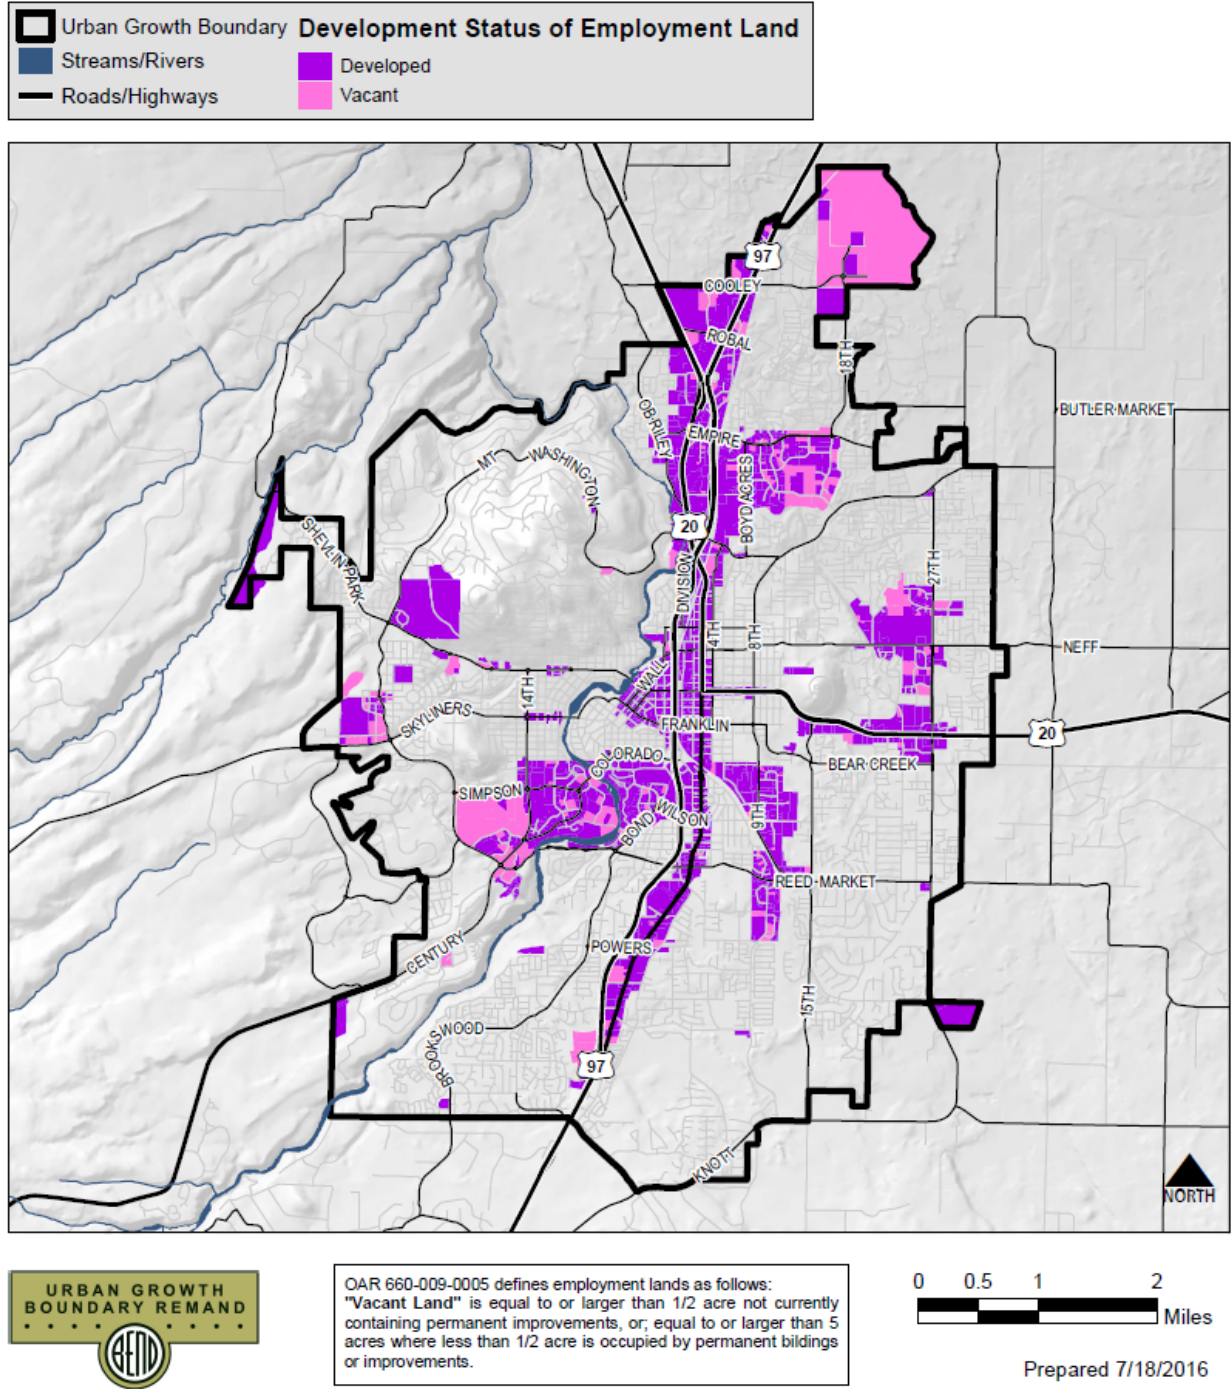 Urban Growth Boundary
Development Status of Employment Land
Streams/Rivers
Developed
Roads/Highways
Vacant
97
COOLEY
ROBAL
18TH
OB RILEY
BUTLER MARKET
EMPIRE
MT WASHINGTON
BOYD ACRES
20
SHEVLIN PARK
27TH
DIVISION
4TH
8TH
NEFF
WALL
14TH
SKYLINERS
FRANKLIN
20
COLORADO
BEAR CREEK
SIMPSON
WILSON
9TH
BOND
REED MARKET
CENTURY
POWERS
15TH
BROOKSWOOD
97
KNOTT
NORTH
URBAN GROWTH
BOUNDARY REMAND
BEND
OAR 660-009-0005 defines employment lands as follows:
"Vacant Land" is equal to or larger than 1/2 acre not currently
containing permanent improvements, or; equal to or larger than 5
acres where less than 1/2 acre is occupied by permanent bildings
or improvements.
0 0.5 1 2
Miles
Prepared 7/18/2016